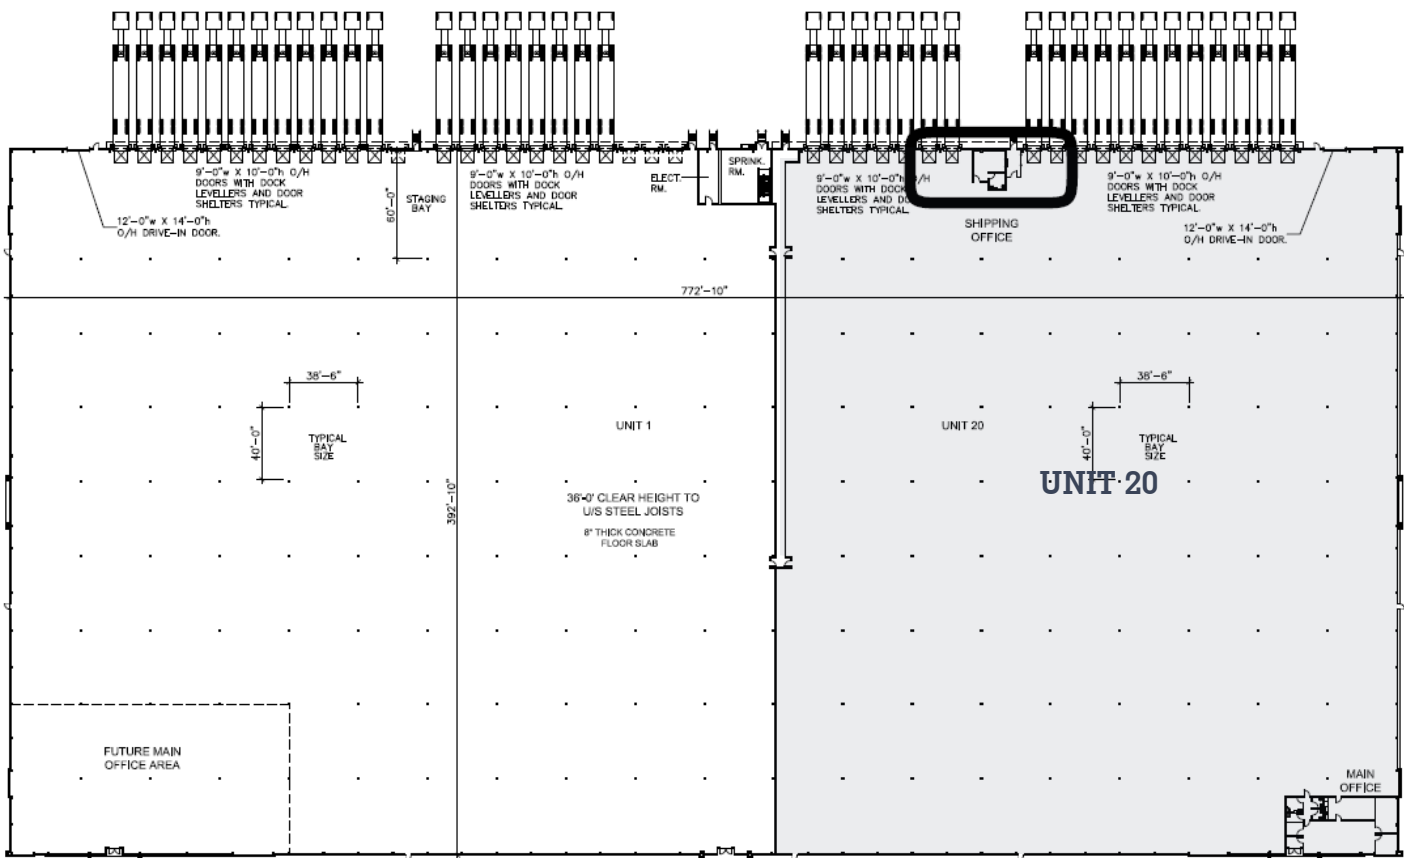 9'-0"w X 10'-0"h O/H
DOORS WITH DOCK
LEVELLERS AND DOOR
SHELTERS TYPICAL.
12'-0"w X 14'-0"h
O/H DRIVE-IN DOOR.
60'-0"
STAGING
BAY
9'-0"w X 10'-0"h O/H
DOORS WITH DOCK
LEVELLERS AND DOOR
SHELTERS TYPICAL.
ELECT.
RM.
SPRINK.
RM.
9'-0"w X 10'-0"h O/H
DOORS WITH DOCK
LEVELLERS AND DOOR
SHELTERS TYPICAL.
SHIPPING
OFFICE
9'-0"w X 10'-0"h O/H
DOORS WITH DOCK
LEVELLERS AND DOOR
SHELTERS TYPICAL.
12'-0"w X 14'-0"h
O/H DRIVE-IN DOOR.
772'-10"
38'-6"
40'-0"
TYPICAL
BAY
SIZE
UNIT 1
UNIT 20
38'-6"
40'-0"
TYPICAL
BAY
SIZE
UNIT 20
392'-10"
36'-0' CLEAR HEIGHT TO
U/S STEEL JOISTS
8" THICK CONCRETE
FLOOR SLAB
FUTURE MAIN
OFFICE AREA
MAIN
OFFICE